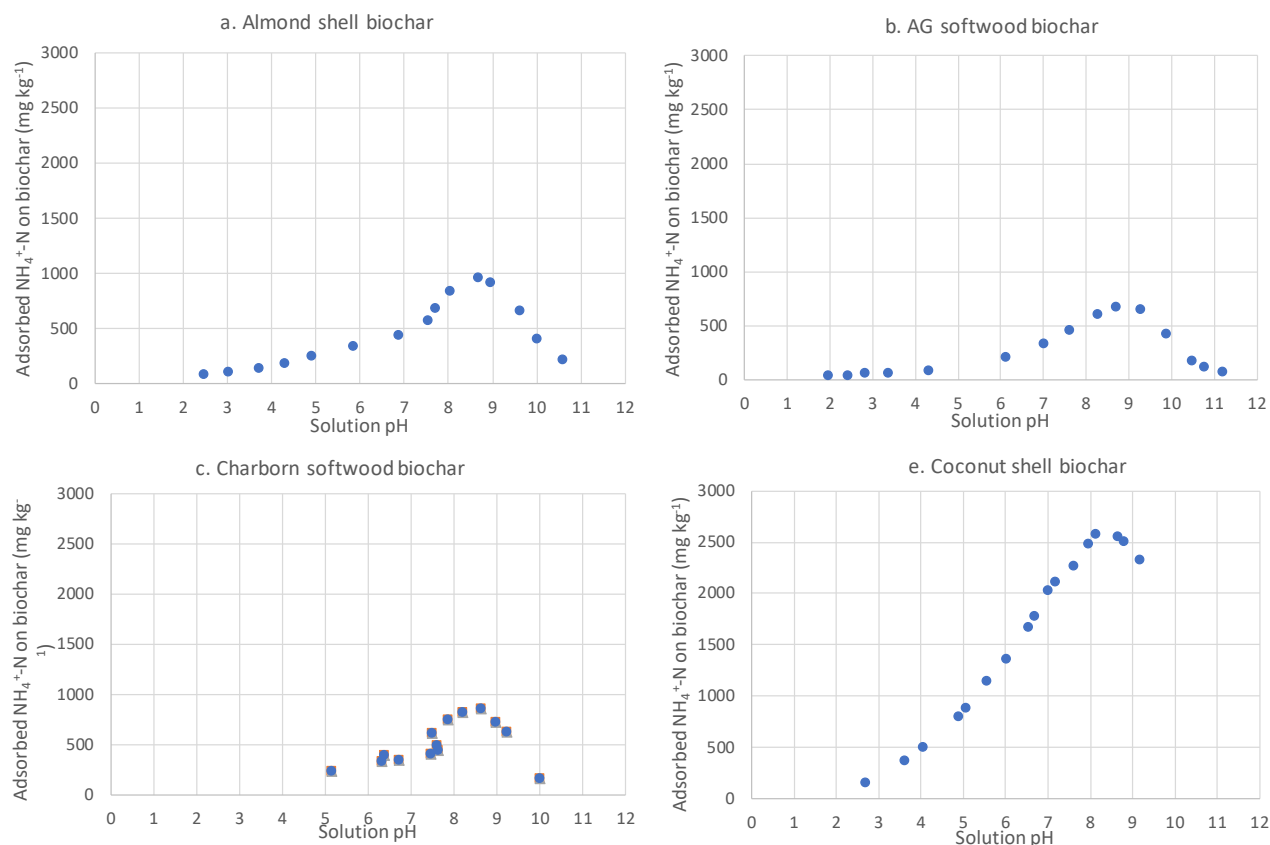 a. Almond shell biochar
Adsorbed NH₄⁺-N on biochar (mg kg⁻¹)
3000
2500
2000
1500
1000
500
0
0 1 2 3 4 5 6 7 8 9 10 11 12
Solution pH
b. AG softwood biochar
Adsorbed NH₄⁺-N on biochar (mg kg⁻¹)
3000
2500
2000
1500
1000
500
0
0 1 2 3 4 5 6 7 8 9 10 11 12
Solution pH
c. Charborn softwood biochar
Adsorbed NH₄⁺-N on biochar (mg kg⁻
¹)
3000
2500
2000
1500
1000
500
0
0 1 2 3 4 5 6 7 8 9 10 11 12
Solution pH
e. Coconut shell biochar
Adsorbed NH₄⁺-N on biochar (mg kg⁻¹)
3000
2500
2000
1500
1000
500
0
0 1 2 3 4 5 6 7 8 9 10 11 12
Solution pH